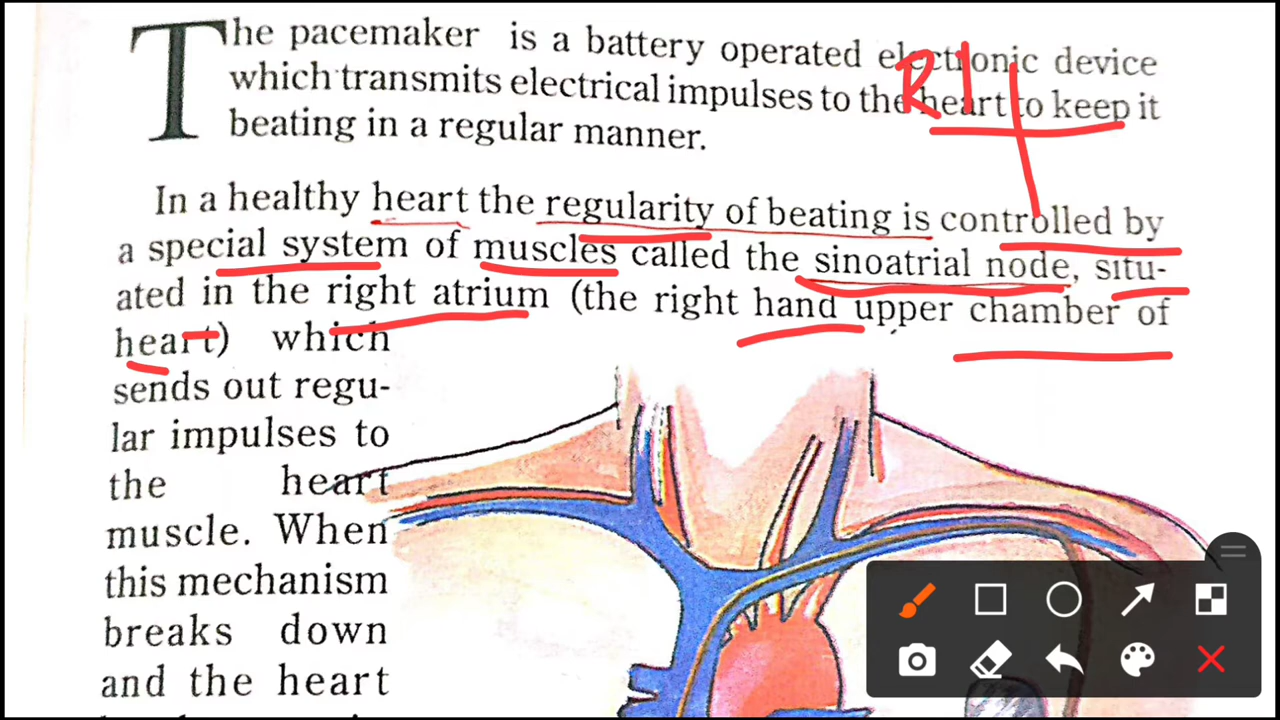 The pacemaker is a battery operated electronic device
which transmits electrical impulses to the heart to keep it
beating in a regular manner.
In a healthy heart the regularity of beating is controlled by
a special system of muscles called the sinoatrial node, situ-
ated in the right atrium (the right hand upper chamber of
heart) which
sends out regu-
lar impulses to
the heart
muscle. When
this mechanism
breaks down
and the heart